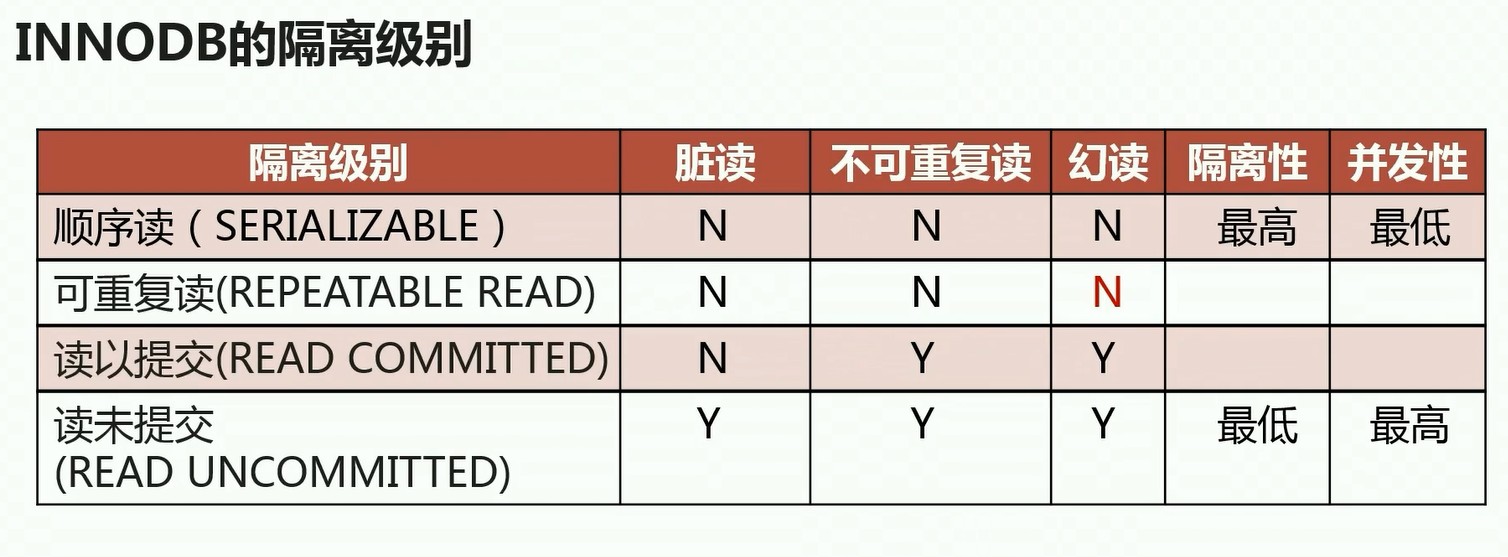 INNODB的隔离级别
隔离级别 脏读 不可重复读 幻读 隔离性 并发性
顺序读（SERIALIZABLE） N N N 最高 最低
可重复读(REPEATABLE READ) N N N
读以提交(READ COMMITTED) N Y Y
读未提交 Y Y Y 最低 最高
(READ UNCOMMITTED)